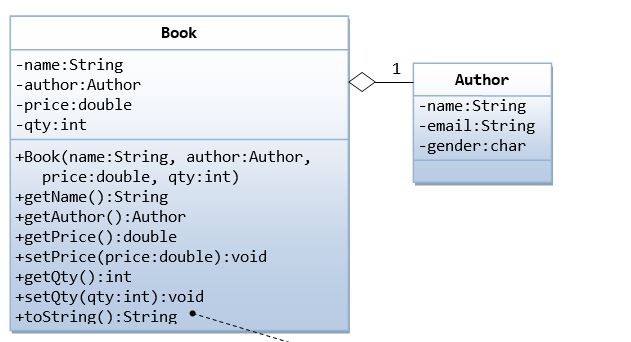 Book
-name:String
-author:Author
-price:double
-qty:int
+Book(name:String, author:Author,
price:double, qty:int)
+getName():String
+getAuthor():Author
+getPrice():double
+setPrice(price:double):void
+getQty():int
+setQty(qty:int):void
+toString():String
1
Author
-name:String
-email:String
-gender:char